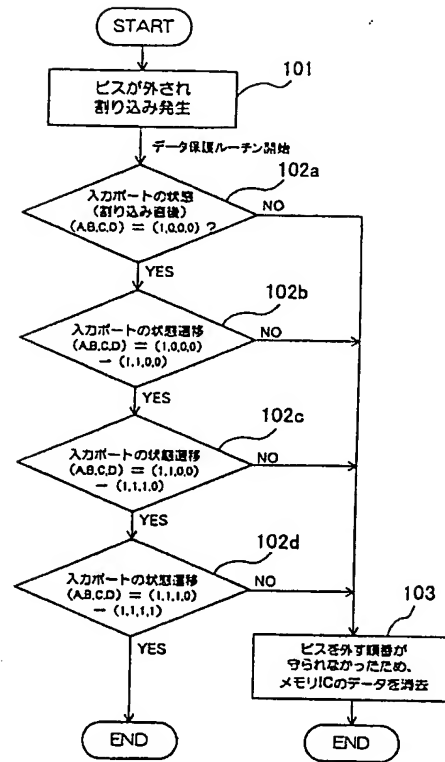 START
101
ビスが外され
割り込み発生
データ保護ルーチン開始
102a
入力ポートの状態
(割り込み直後)
(A,B,C,D) = (1,0,0,0) ?
NO
YES
102b
入力ポートの状態遷移
(A,B,C,D) = (1,0,0,0)
― (1,1,0,0)
NO
YES
102c
入力ポートの状態遷移
(A,B,C,D) = (1,1,0,0)
― (1,1,1,0)
NO
YES
102d
入力ポートの状態遷移
(A,B,C,D) = (1,1,1,0)
― (1,1,1,1)
NO
YES
103
ビスを外す順番が
守られなかったため、
メモリICのデータを消去
END
END